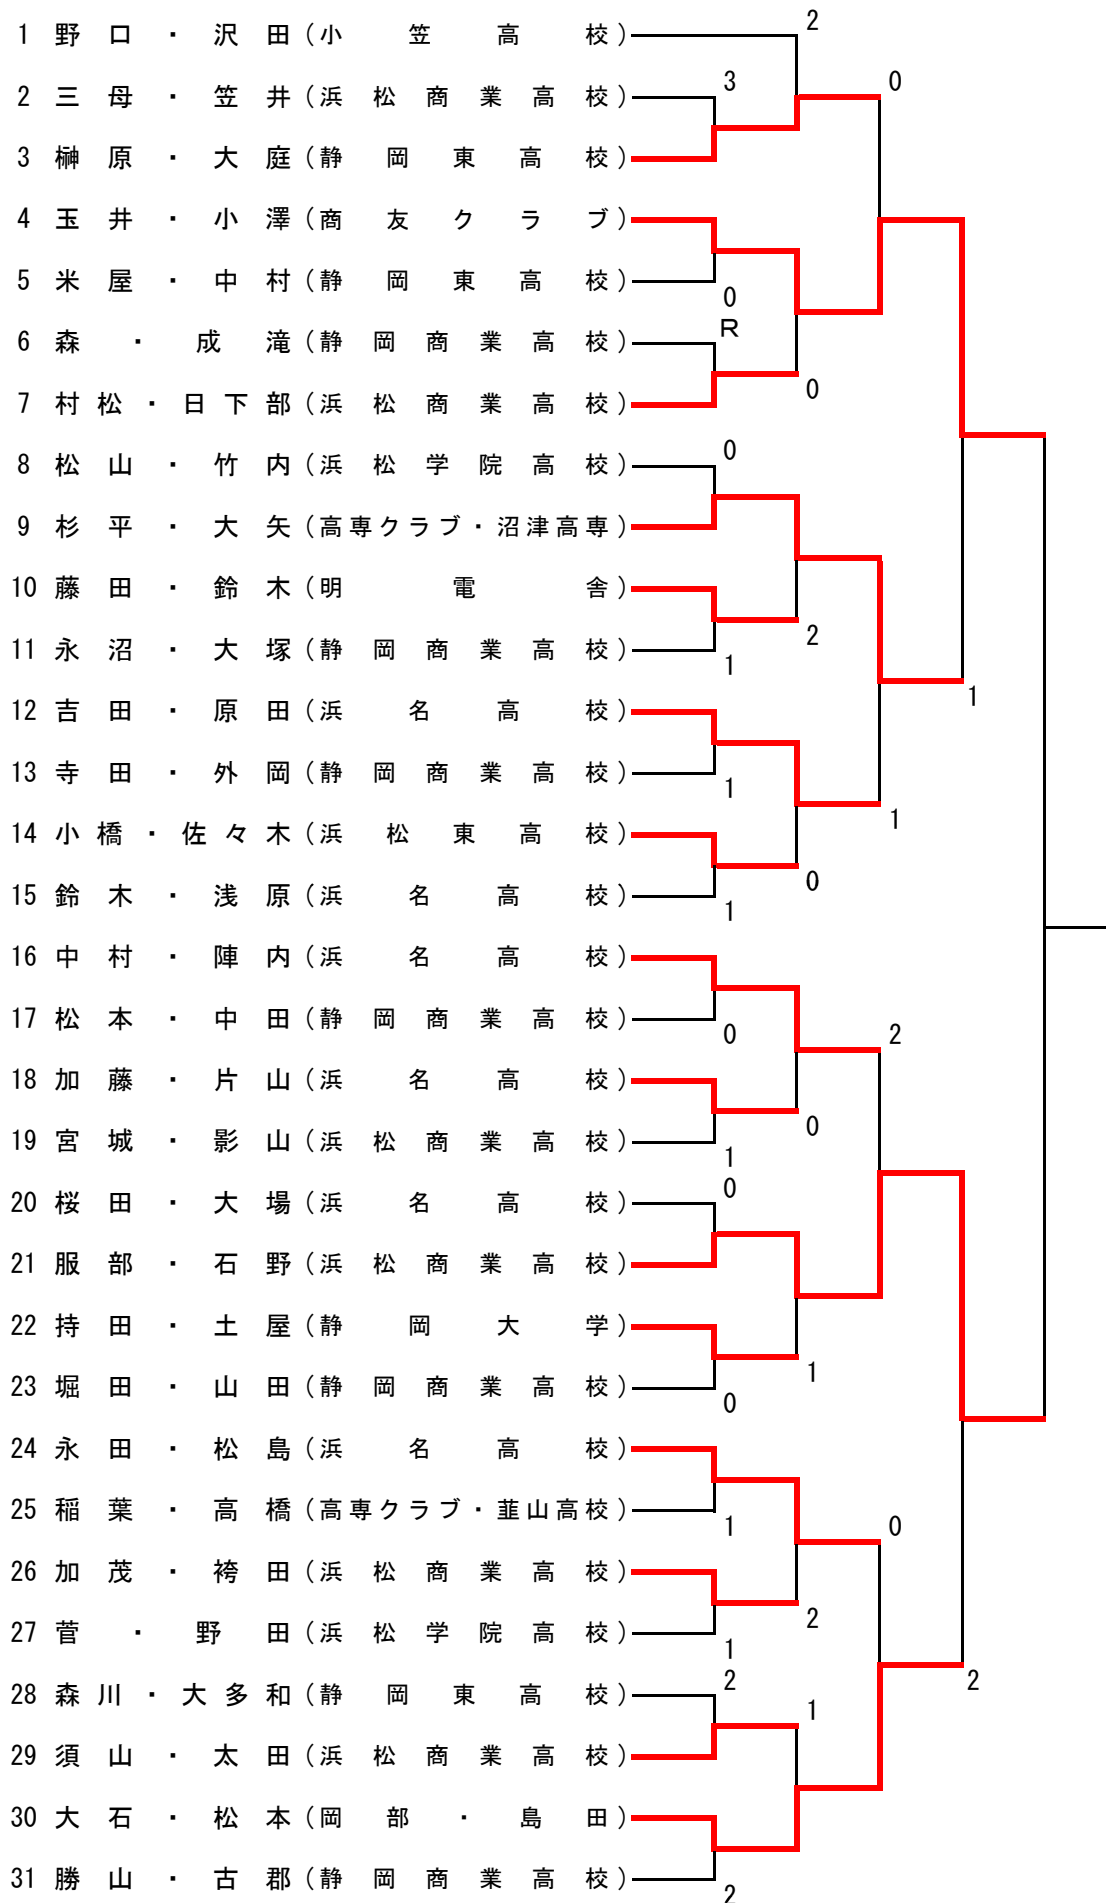 1 野口・沢田(小笠高校) 2
2 三母・笠井(浜松商業高校) 3 0
3 榊原・大庭(静岡東高校)
4 玉井・小澤(商友クラブ)
5 米屋・中村(静岡東高校) 0
6 森・成滝(静岡商業高校) R
7 村松・日下部(浜松商業高校) 0
8 松山・竹内(浜松学院高校) 0
9 杉平・大矢(高専クラブ・沼津高専)
10 藤田・鈴木(明電舎)
11 永沼・大塚(静岡商業高校) 1 2
12 吉田・原田(浜名高校) 1
13 寺田・外岡(静岡商業高校) 1
14 小橋・佐々木(浜松東高校) 1
15 鈴木・浅原(浜名高校) 1 0
16 中村・陣内(浜名高校)
17 松本・中田(静岡商業高校) 0 2
18 加藤・片山(浜名高校)
19 宮城・影山(浜松商業高校) 1 0
20 桜田・大場(浜名高校) 0
21 服部・石野(浜松商業高校)
22 持田・土屋(静岡大学)
23 堀田・山田(静岡商業高校) 0 1
24 永田・松島(浜名高校)
25 稲葉・高橋(高専クラブ・韮山高校) 1 0
26 加茂・袴田(浜松商業高校)
27 菅・野田(浜松学院高校) 1 2
28 森川・大多和(静岡東高校) 2 1 2
29 須山・太田(浜松商業高校)
30 大石・松本(岡部・島田)
31 勝山・古郡(静岡商業高校) 2